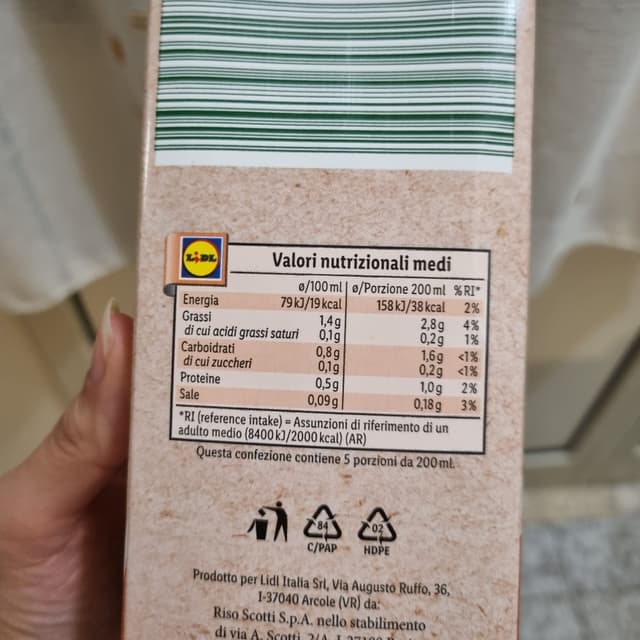 LIDL
Valori nutrizionali medi
ø/100 ml ø/Porzione 200 ml % RI*
Energia 79 kJ/19 kcal 158 kJ/38 kcal 2%
Grassi 1,4 g 2,8 g 4%
di cui acidi grassi saturi 0,1 g 0,2 g 1%
Carboidrati 0,8 g 1,6 g <1%
di cui zuccheri 0,1 g 0,2 g <1%
Proteine 0,5 g 1,0 g 2%
Sale 0,09 g 0,18 g 3%
*RI (reference intake) = Assunzioni di riferimento di un
adulto medio (8400 kJ/2000 kcal) (AR)
Questa confezione contiene 5 porzioni da 200 ml.
84 02
C/PAP HDPE
Prodotto per Lidl Italia Srl, Via Augusto Ruffo, 36,
I-37040 Arcole (VR) da:
Riso Scotti S.p.A. nello stabilimento
di via A. Scotti, 2/A